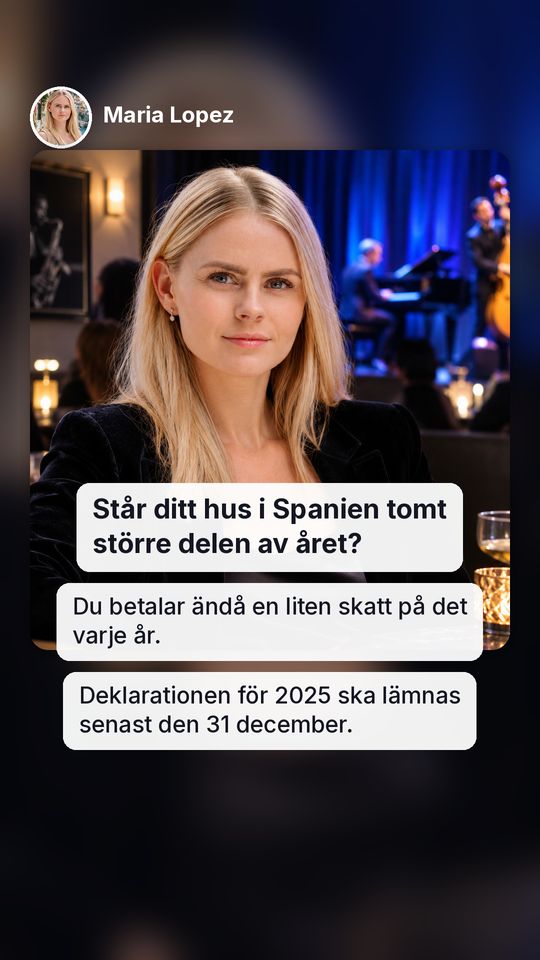 Maria Lopez
Står ditt hus i Spanien tomt
större delen av året?
Du betalar ändå en liten skatt på det
varje år.
Deklarationen för 2025 ska lämnas
senast den 31 december.